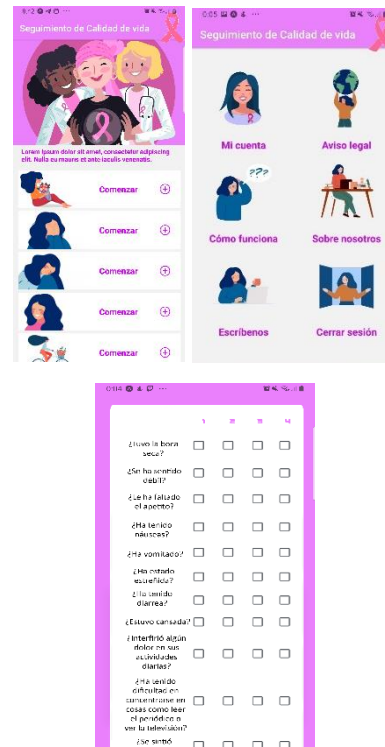 Seguimiento de Calidad de vida
Lorem ipsum dolor sit amet, consectetur adipiscing
elit. Nulla eu mauris et ante iaculis venenatis.
Comenzar
Comenzar
Comenzar
Comenzar
Comenzar
Seguimiento de Calidad de vida
Mi cuenta
Aviso legal
???
Cómo funciona
Sobre nosotros
Escríbenos
Cerrar sesión
1 2 3 4
¿Tuvo la boca
seca?
¿Se ha sentido
débil?
¿Le ha faltado
el apetito?
¿Ha tenido
náuseas?
¿Ha vomitado?
¿Ha estado
estreñida?
¿Ha tenido
diarrea?
¿Estuvo cansada?
¿Interfirió algún
dolor en sus
actividades
diarias?
¿Ha tenido
dificultad en
concentrarse en
cosas como leer
el periódico o
ver la televisión?
¿Se sintió